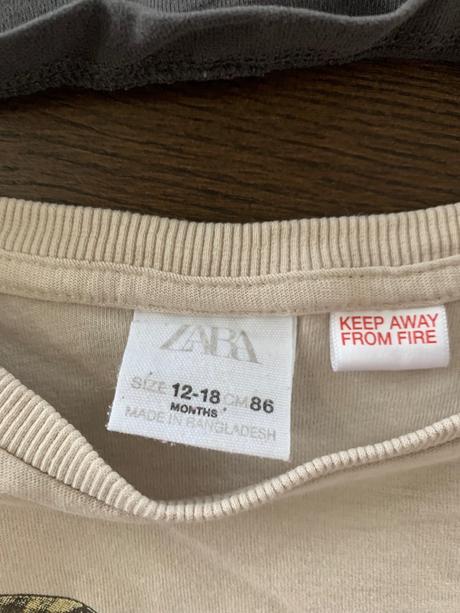 ZARA
SIZE 12-18 CM 86
MONTHS
MADE IN BANGLADESH
KEEP AWAY
FROM FIRE